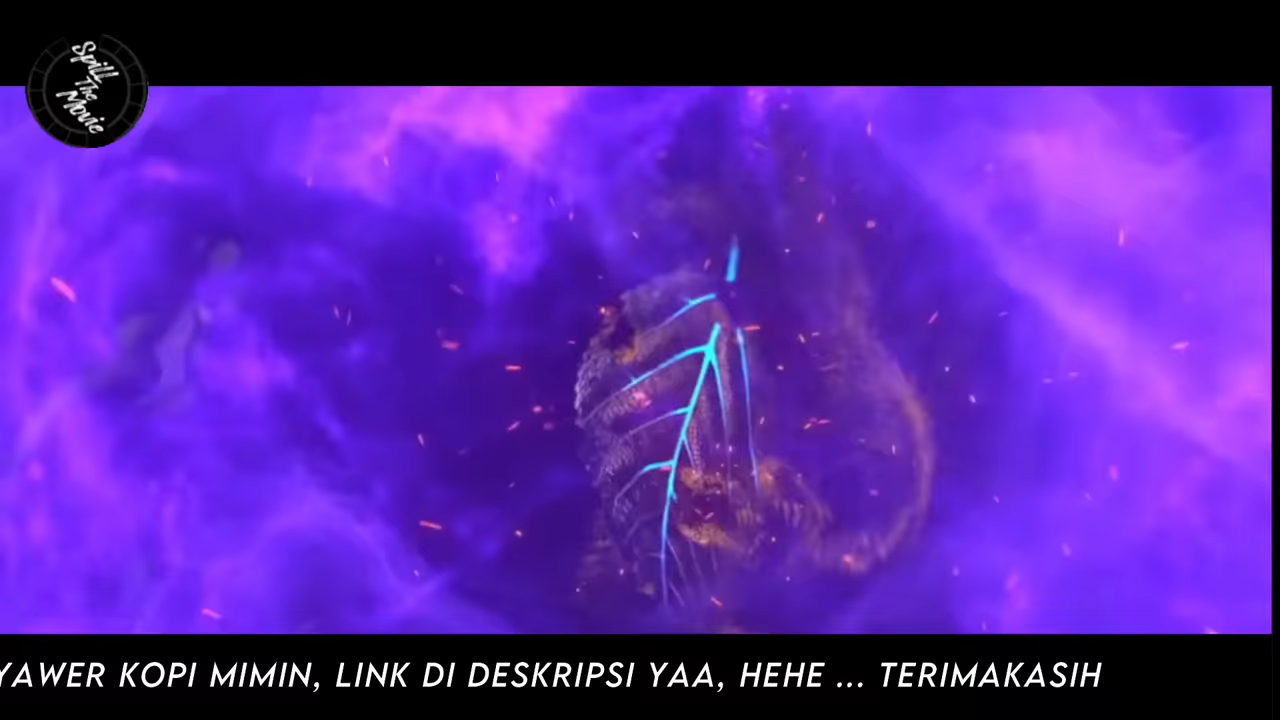 Spill
The
Movie
YAWER KOPI MIMIN, LINK DI DESKRIPSI YAA, HEHE ... TERIMAKASIH